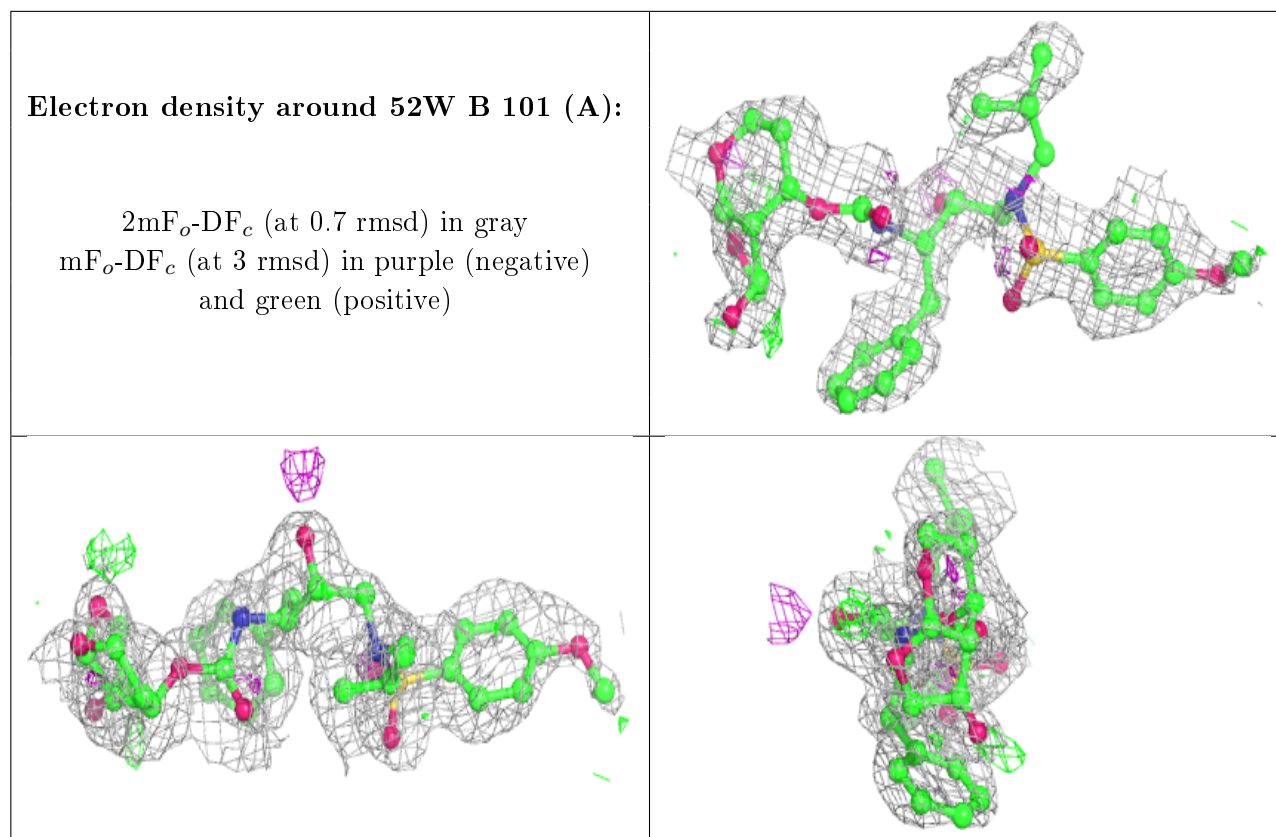 Electron density around 52W B 101 (A):
2mFo-DFc (at 0.7 rmsd) in gray
mFo-DFc (at 3 rmsd) in purple (negative)
and green (positive)